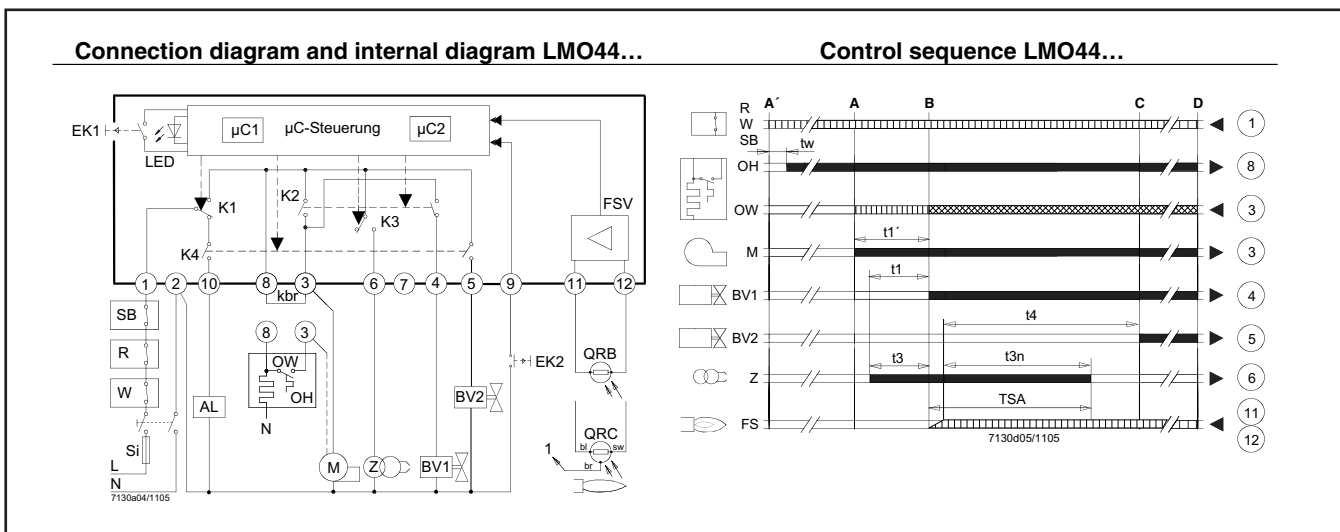 Connection diagram and internal diagram LMO44...
Control sequence LMO44...
EK1
LED
µC1
µC-Steuerung
µC2
K1
K2
K3
FSV
K4
1
2
10
8
3
6
7
4
5
9
11
12
kbr
SB
R
W
Si
L
N
7130a04/1105
AL
8
3
OW
OH
N
M
Z
BV1
BV2
EK2
QRB
QRC
bl
sw
br
1
A´
A
B
C
D
R
W
SB
1
tw
OH
8
OW
3
t1´
M
3
t1
BV1
4
t4
BV2
5
t3
t3n
Z
6
TSA
FS
11
12
7130d05/1105